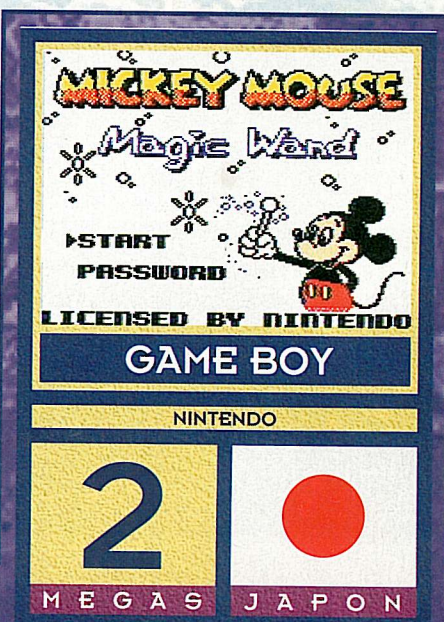 MICKEY MOUSE
Magic Wand
START
PASSWORD
LICENSED BY NINTENDO
GAME BOY
NINTENDO
2
MEGAS
JAPON